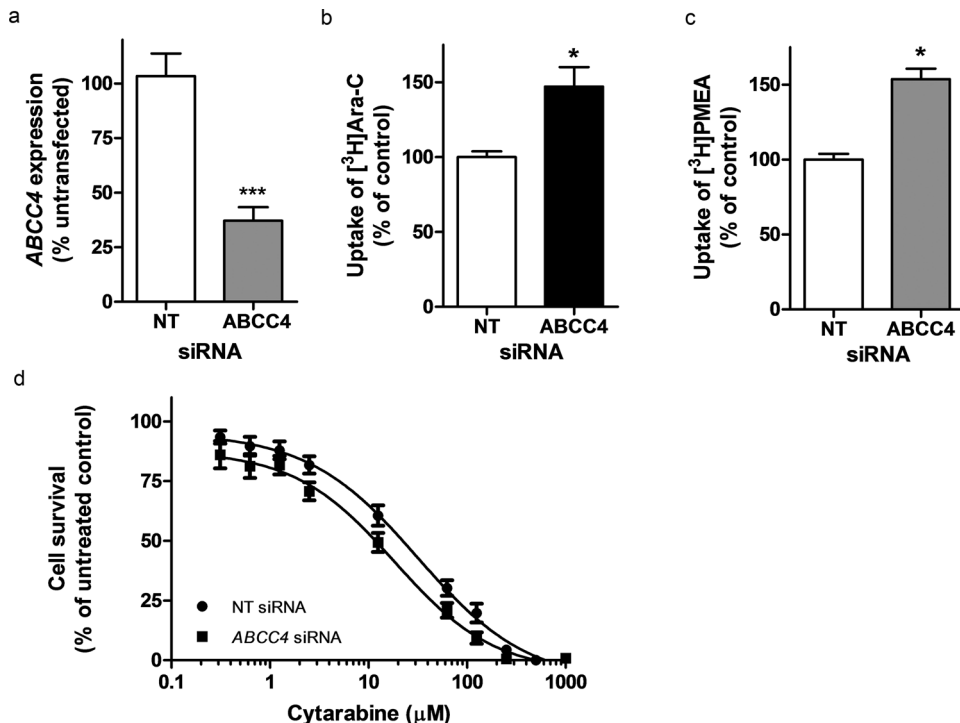 a
ABCC4 expression
(% untransfected)
100
75
50
25
0
***
NT
ABCC4
siRNA
b
Uptake of [³H]Ara-C
(% of control)
150
100
50
0
*
NT
ABCC4
siRNA
c
Uptake of [³H]PMEA
(% of control)
150
100
50
0
*
NT
ABCC4
siRNA
d
Cell survival
(% of untreated control)
100
75
50
25
0
NT siRNA
ABCC4 siRNA
0.1
1
10
100
1000
Cytarabine (μM)